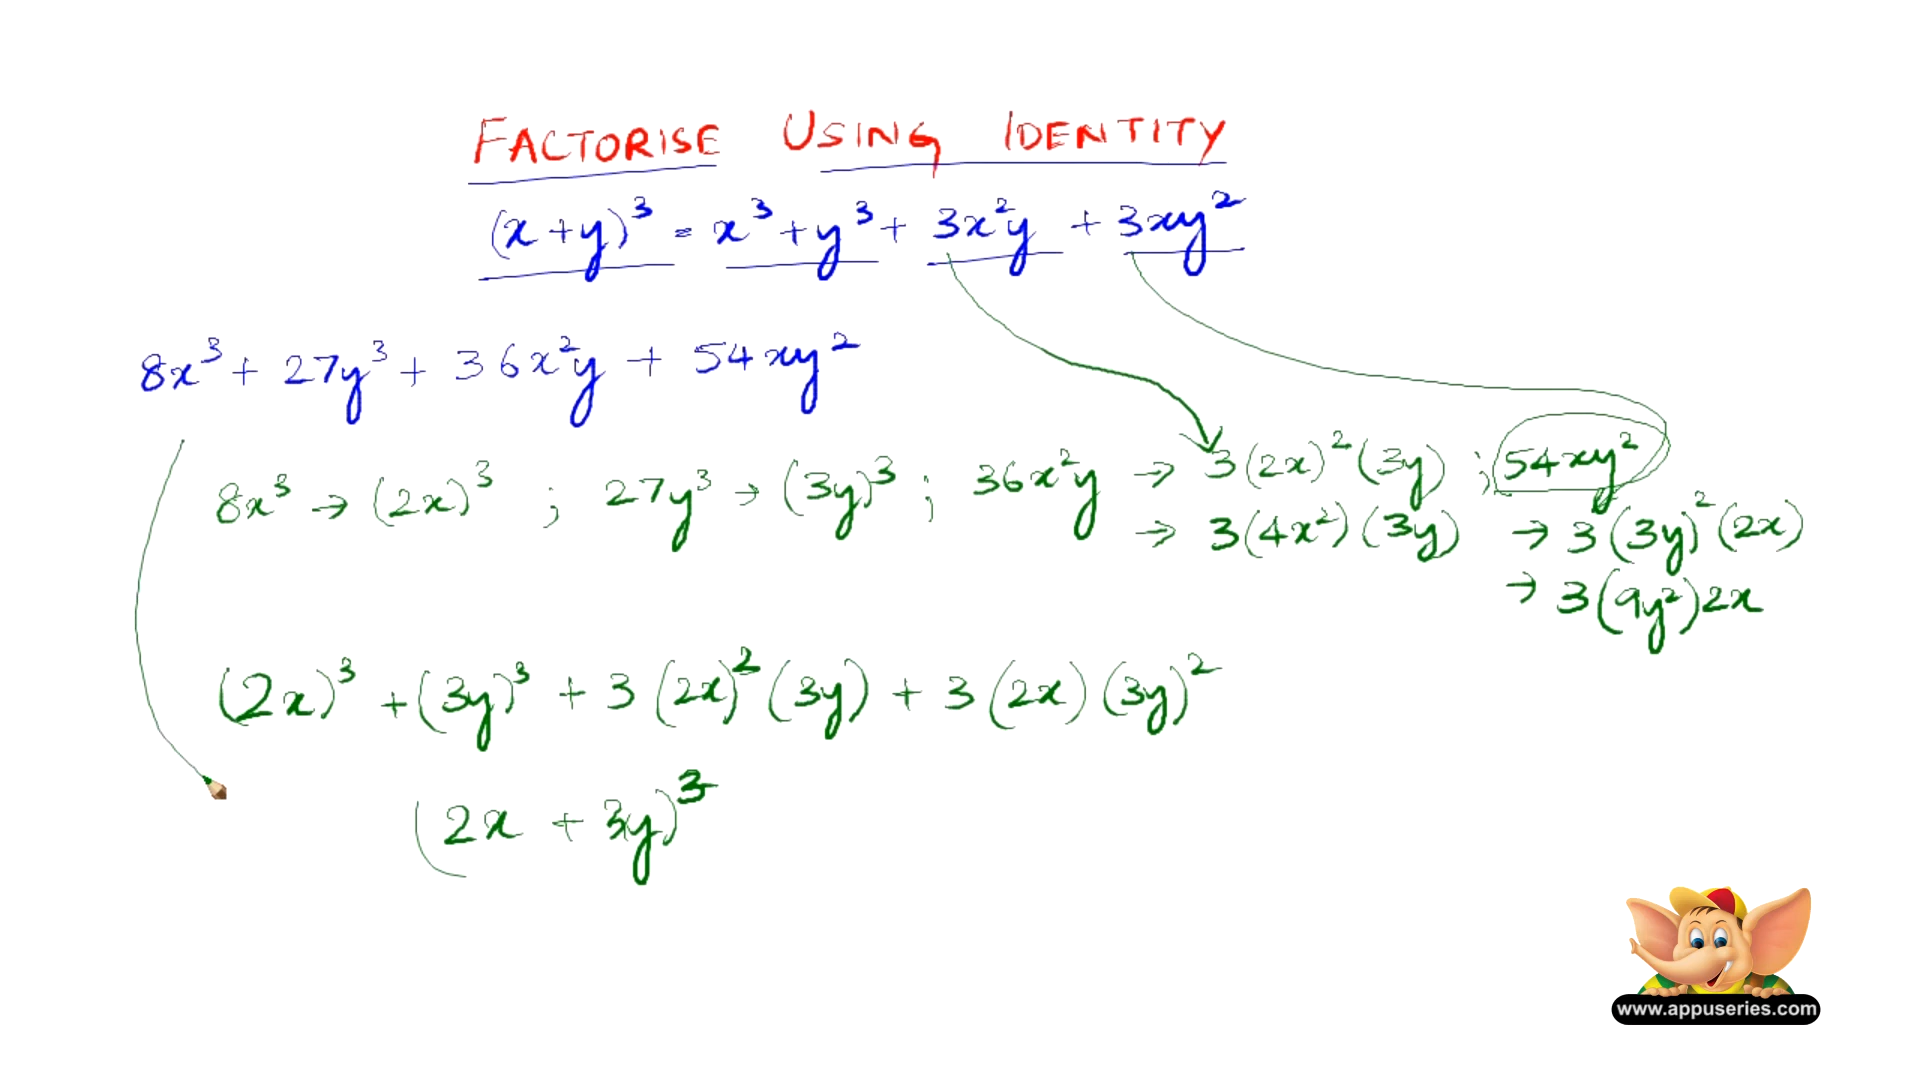 FACTORISE USING IDENTITY
(x+y)³ = x³ + y³ + 3x²y + 3xy²
8x³ + 27y³ + 36x²y + 54xy²
8x³ → (2x)³ ; 27y³ → (3y)³ ; 36x²y → 3(2x)²(3y) ; 54xy²
→ 3(4x²)(3y) → 3(3y)²(2x)
→ 3(9y²)2x
(2x)³ + (3y)³ + 3(2x)²(3y) + 3(2x)(3y)²
(2x + 3y)³
www.appuseries.com